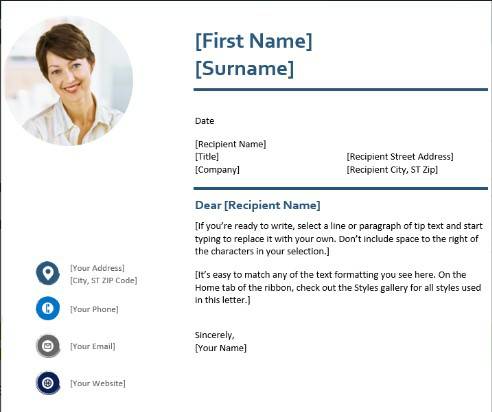 [First Name]
[Surname]
Date
[Recipient Name]
[Title]
[Company]
[Recipient Street Address]
[Recipient City, ST Zip]
Dear [Recipient Name]
[If you're ready to write, select a line or paragraph of tip text and start
typing to replace it with your own. Don't include space to the right of
the characters in your selection.]
[It's easy to match any of the text formatting you see here. On the
Home tab of the ribbon, check out the Styles gallery for all styles used
in this letter.]
Sincerely,
[Your Name]
[Your Address]
[City, ST ZIP Code]
[Your Phone]
[Your Email]
[Your Website]